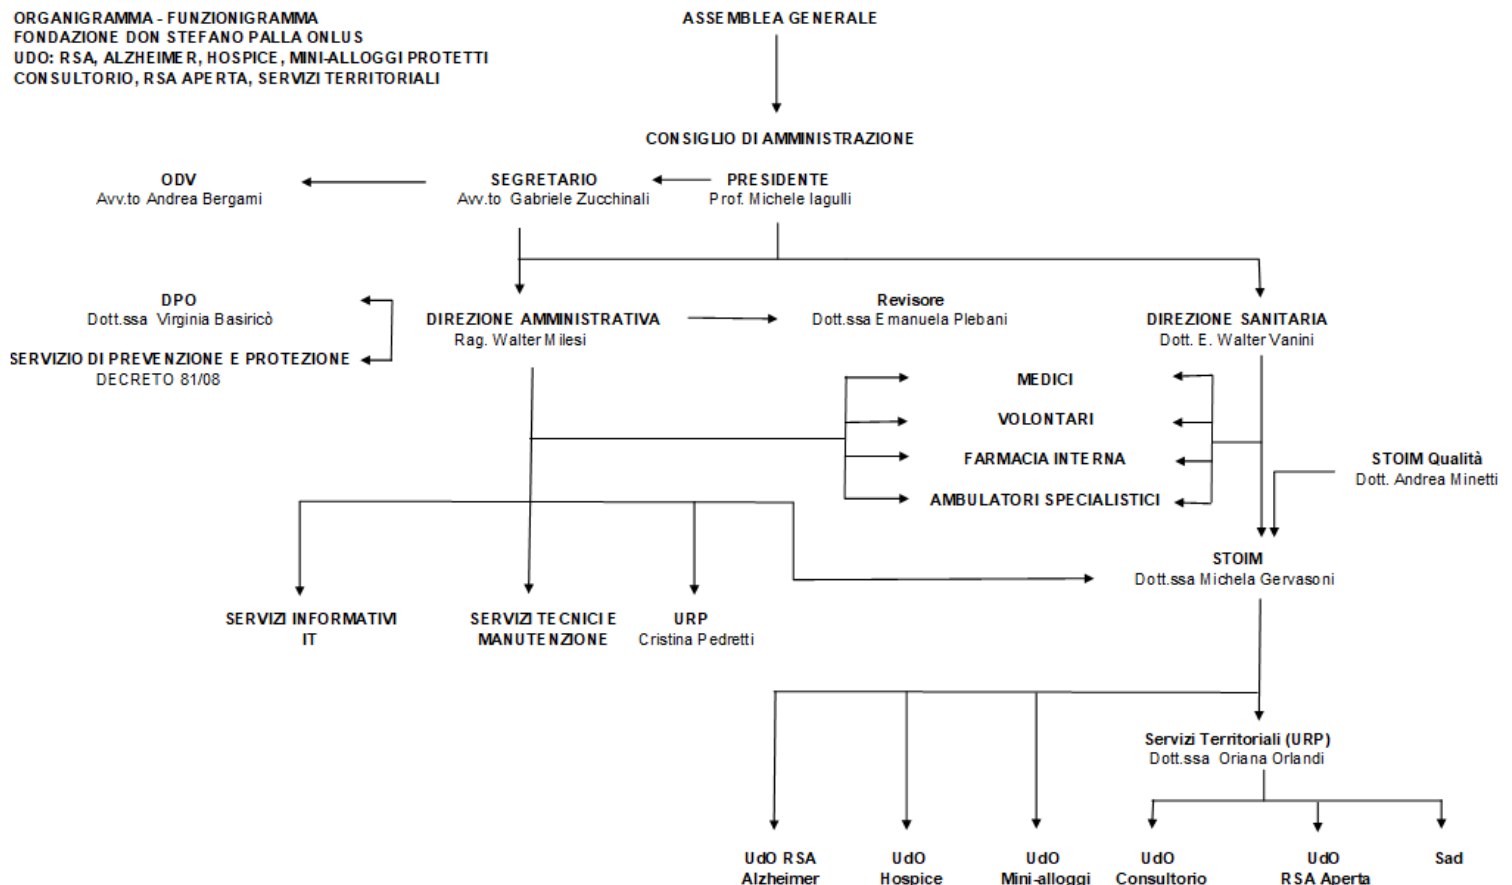 ORGANIGRAMMA - FUNZIONIGRAMMA
FONDAZIONE DON STEFANO PALLA ONLUS
UDO: RSA, ALZHEIMER, HOSPICE, MINI-ALLOGGI PROTETTI
CONSULTORIO, RSA APERTA, SERVIZI TERRITORIALI
ASSEMBLEA GENERALE
CONSIGLIO DI AMMINISTRAZIONE
ODV
Avv.to Andrea Bergami
SEGRETARIO
Avv.to Gabriele Zucchinali
PRESIDENTE
Prof. Michele Iagulli
DPO
Dott.ssa Virginia Basiricò
SERVIZIO DI PREVENZIONE E PROTEZIONE
DECRETO 81/08
DIREZIONE AMMINISTRATIVA
Rag. Walter Milesi
Revisore
Dott.ssa Emanuela Plebani
DIREZIONE SANITARIA
Dott. E. Walter Vanini
MEDICI
VOLONTARI
FARMACIA INTERNA
AMBULATORI SPECIALISTICI
STOIM Qualità
Dott. Andrea Minetti
STOIM
Dott.ssa Michela Gervasoni
SERVIZI INFORMATIVI
IT
SERVIZI TECNICI E
MANUTENZIONE
URP
Cristina Pedretti
Servizi Territoriali (URP)
Dott.ssa Oriana Orlandi
UdO RSA
Alzheimer
UdO
Hospice
UdO
Mini-alloggi
UdO
Consultorio
UdO
RSA Aperta
Sad